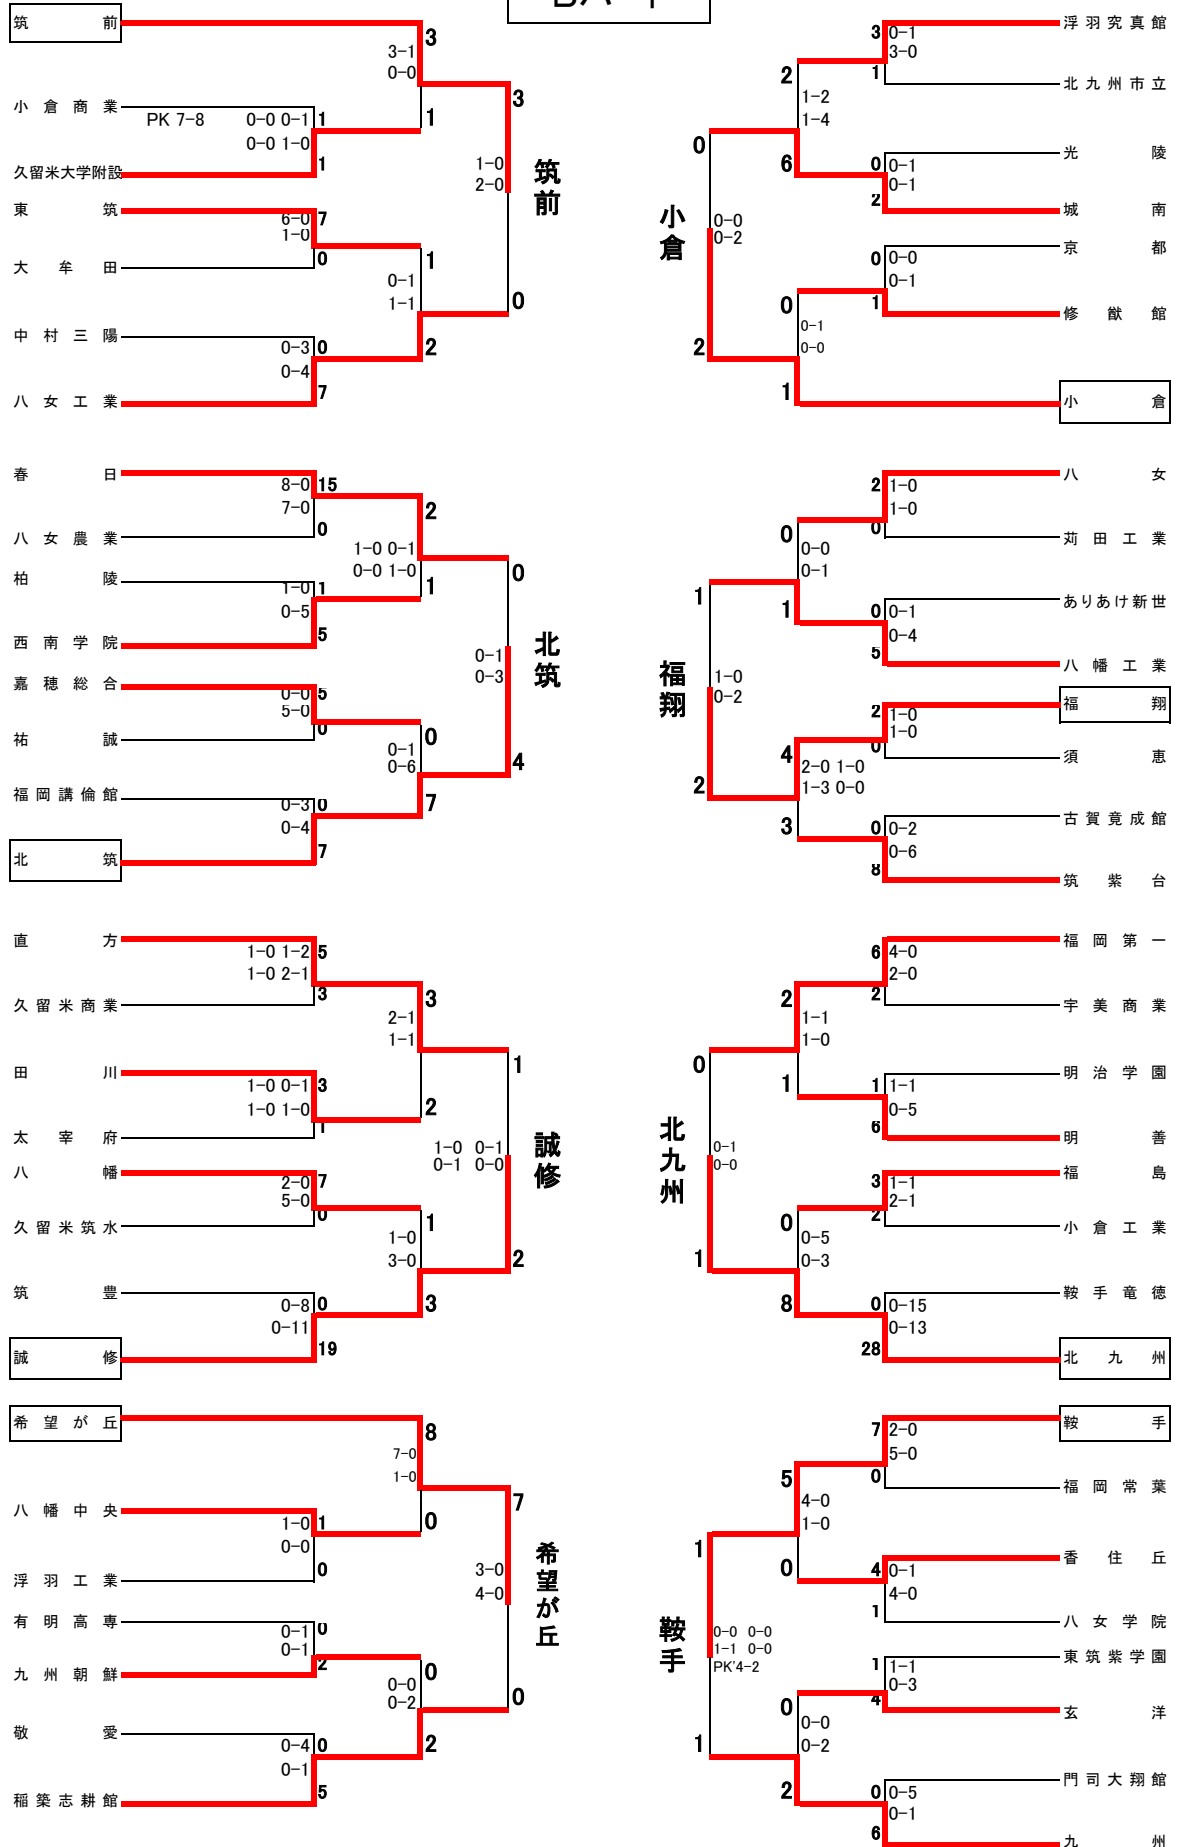 筑前
3
3-1
0-0
小倉商業
PK 7-8
0-0 0-1
1
0-0 1-0
1
久留米大学附設
1
3
1-0
2-0
筑前
東筑
6-0
7
1-0
0
大牟田
1
0-1
1-1
0
中村三陽
0-3
0
2
0-4
7
八女工業
春日
8-0
15
7-0
0
2
八女農業
1-0 0-1
0-0 1-0
1
0
柏陵
1-0
1
0-5
5
西南学院
0-1
0-3
北筑
嘉穂総合
0-0
5
5-0
0
0
祐誠
0-1
0-6
4
福岡講倫館
0-3
0
7
0-4
7
北筑
直方
1-0 1-2
5
1-0 2-1
3
3
久留米商業
2-1
1-1
1
田川
1-0 0-1
3
2
1-0 1-0
1
太宰府
1-0 0-1
0-1 0-0
誠修
八幡
2-0
7
5-0
0
1
久留米筑水
1-0
3-0
2
筑豊
0-8
0
3
0-11
19
誠修
希望が丘
8
7-0
1-0
7
八幡中央
1-0
1
0
0-0
0
浮羽工業
3-0
4-0
希望が丘
有明高専
0-1
0
0-1
2
0
九州朝鮮
0-0
0-2
0
敬愛
0-4
0
2
0-1
5
稲築志耕館
3
0-1
浮羽究真館
3-0
2
1
北九州市立
1-2
1-4
0
光陵
6
0
0-1
0-1
2
城南
小倉
0-0
0-2
京都
0
0-0
0-1
0
1
修猷館
0-1
0-0
2
1
小倉
2
1-0
八女
1-0
0
0
苅田工業
0-0
0-1
1
1
0
0-1
ありあけ新世
0-4
5
八幡工業
福翔
1-0
0-2
2
1-0
福翔
1-0
4
0
須恵
2-0 1-0
1-3 0-0
2
3
0
0-2
古賀竟成館
0-6
8
筑紫台
6
4-0
福岡第一
2-0
2
2
宇美商業
1-1
1-0
0
1
1
1-1
明治学園
0-5
6
明善
北九州
0-1
0-0
3
1-1
福島
2-1
0
2
小倉工業
0-5
0-3
1
8
0
0-15
鞍手竜徳
0-13
28
北九州
7
2-0
鞍手
5-0
5
0
福岡常葉
4-0
1-0
1
0
4
0-1
香住丘
4-0
1
八女学院
鞍手
0-0 0-0
1-1 0-0
PK'4-2
1
1-1
東筑紫学園
0-3
0
4
玄洋
0-0
0-2
1
2
0
0-5
門司大翔館
0-1
6
九州